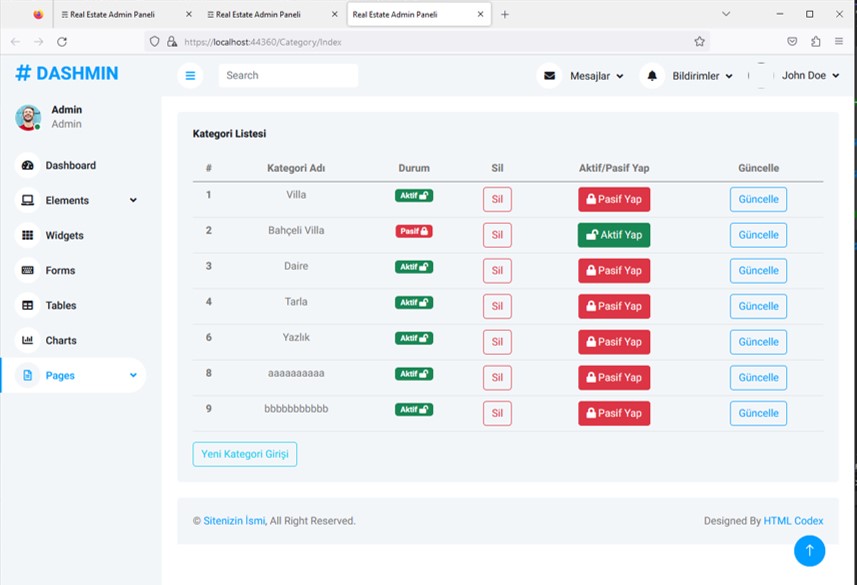 Real Estate Admin Paneli
Real Estate Admin Paneli
Real Estate Admin Paneli
https://localhost:44360/Category/Index
# DASHMIN
Search
Mesajlar
Bildirimler
John Doe
Admin
Admin
Dashboard
Elements
Widgets
Forms
Tables
Charts
Pages
Kategori Listesi
# Kategori Adı Durum Sil Aktif/Pasif Yap Güncelle
1 Villa Aktif Sil Pasif Yap Güncelle
2 Bahçeli Villa Pasif Sil Aktif Yap Güncelle
3 Daire Aktif Sil Pasif Yap Güncelle
4 Tarla Aktif Sil Pasif Yap Güncelle
6 Yazlık Aktif Sil Pasif Yap Güncelle
8 aaaaaaaaaa Aktif Sil Pasif Yap Güncelle
9 bbbbbbbbbbb Aktif Sil Pasif Yap Güncelle
Yeni Kategori Girişi
© Sitenizin İsmi, All Right Reserved.
Designed By HTML Codex